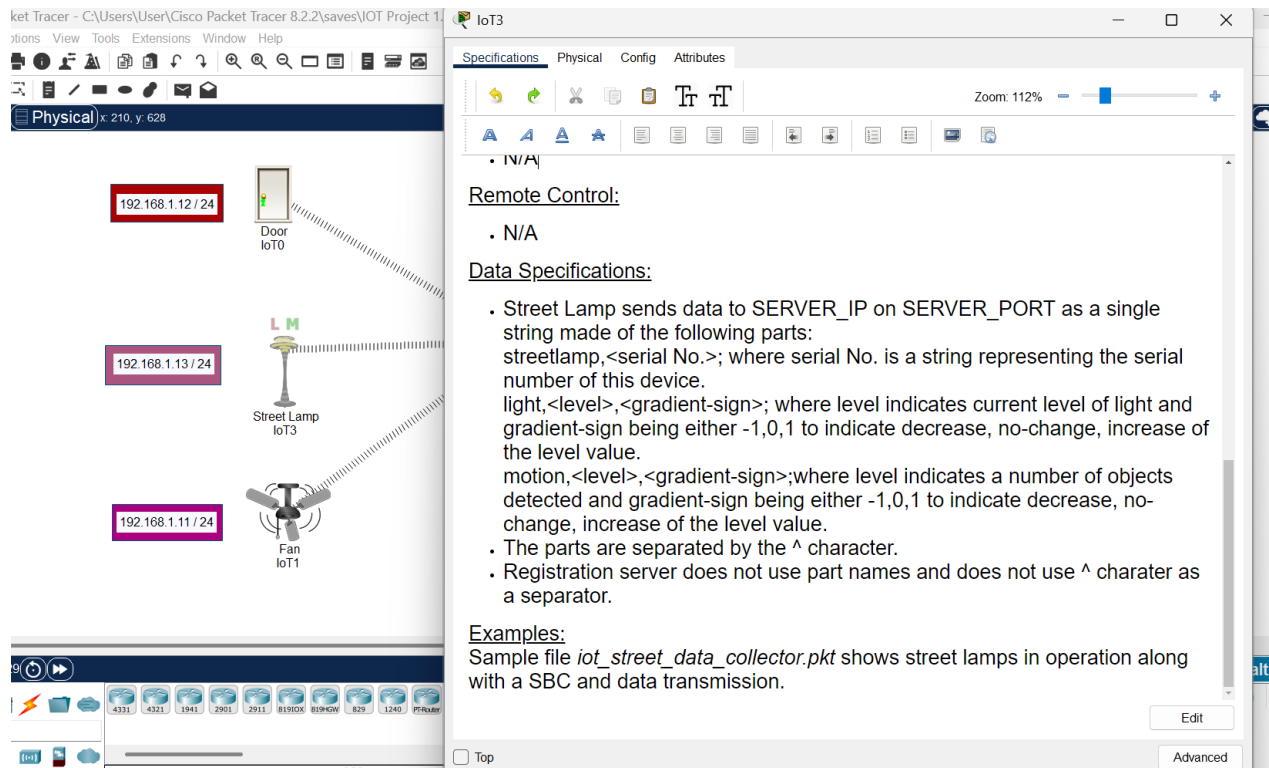 ket Tracer - C:\Users\User\Cisco Packet Tracer 8.2.2\saves\IOT Project 1.
ptions View Tools Extensions Window Help
Physical x: 210, y: 628
192.168.1.12 / 24
Door
IoT0
L M
192.168.1.13 / 24
Street Lamp
IoT3
192.168.1.11 / 24
Fan
IoT1
4331 4321 1941 2901 2911 819IOX 819HGW 829 1240 PT-Router
IoT3
Specifications Physical Config Attributes
Zoom: 112%
• N/A
Remote Control:
• N/A
Data Specifications:
• Street Lamp sends data to SERVER_IP on SERVER_PORT as a single
string made of the following parts:
streetlamp,<serial No.>; where serial No. is a string representing the serial
number of this device.
light,<level>,<gradient-sign>; where level indicates current level of light and
gradient-sign being either -1,0,1 to indicate decrease, no-change, increase of
the level value.
motion,<level>,<gradient-sign>;where level indicates a number of objects
detected and gradient-sign being either -1,0,1 to indicate decrease, no-
change, increase of the level value.
• The parts are separated by the ^ character.
• Registration server does not use part names and does not use ^ charater as
a separator.
Examples:
Sample file iot_street_data_collector.pkt shows street lamps in operation along
with a SBC and data transmission.
Edit
Top
Advanced